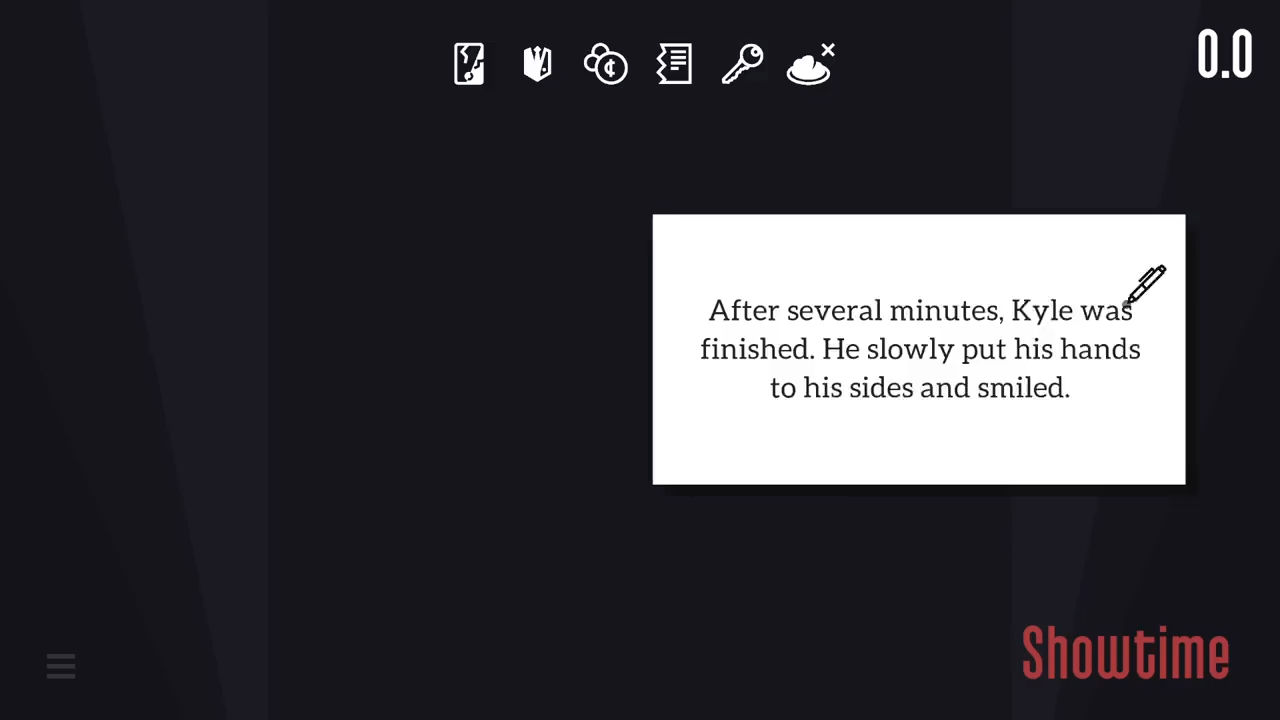 0.0
After several minutes, Kyle was
finished. He slowly put his hands
to his sides and smiled.
Showtime